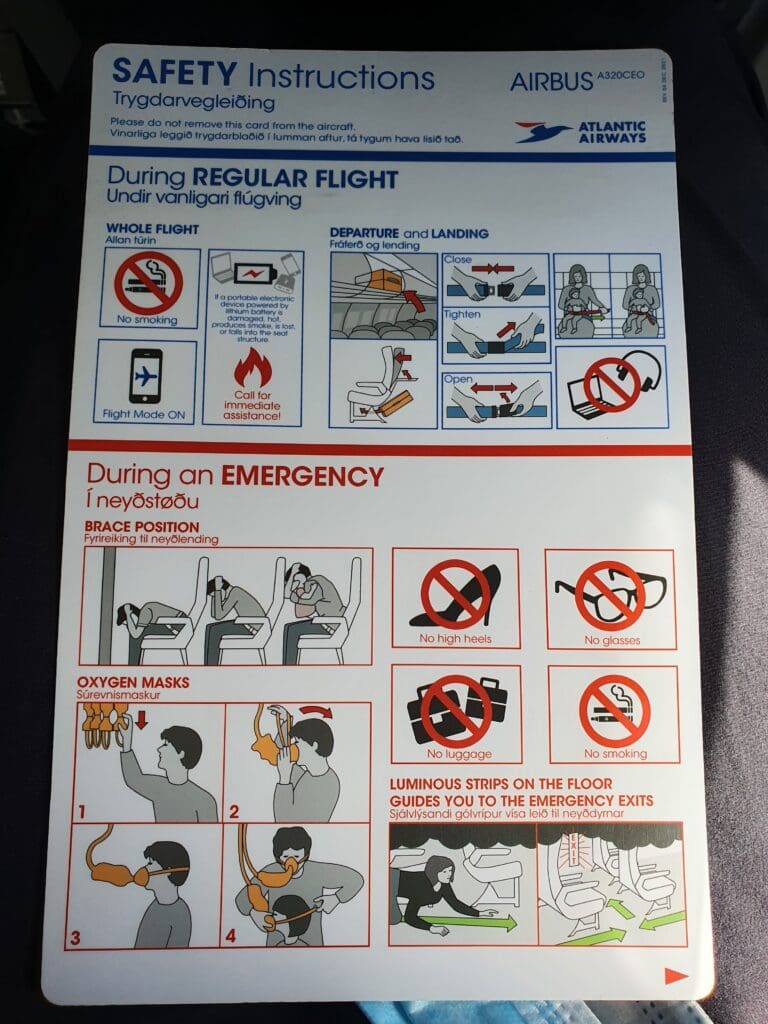 SAFETY Instructions
Trygdarvegleiðing
AIRBUS A320CEO
Please do not remove this card from the aircraft.
Vinarliga leggið trygdarblaðið í lumman aftur, tá tygum hava lisið tað.
ATLANTIC
AIRWAYS
During REGULAR FLIGHT
Undir vanligari flúgving
WHOLE FLIGHT
Allan túrin
No smoking
Flight Mode ON
If a portable electronic
device powered by
lithium battery is
damaged, hot,
produces smoke, is lost,
or falls into the seat
structure.
Call for
immediate
assistance!
DEPARTURE and LANDING
Fráferð og lending
Close
Tighten
Open
During an EMERGENCY
Í neyðstøðu
BRACE POSITION
Fyrireiking til neyðlending
No high heels
No glasses
No luggage
No smoking
OXYGEN MASKS
Súrevnismaskur
1
2
3
4
LUMINOUS STRIPS ON THE FLOOR
GUIDES YOU TO THE EMERGENCY EXITS
Sjálvlýsandi gólvrípur vísa leið til neyðdyrnar
EXIT